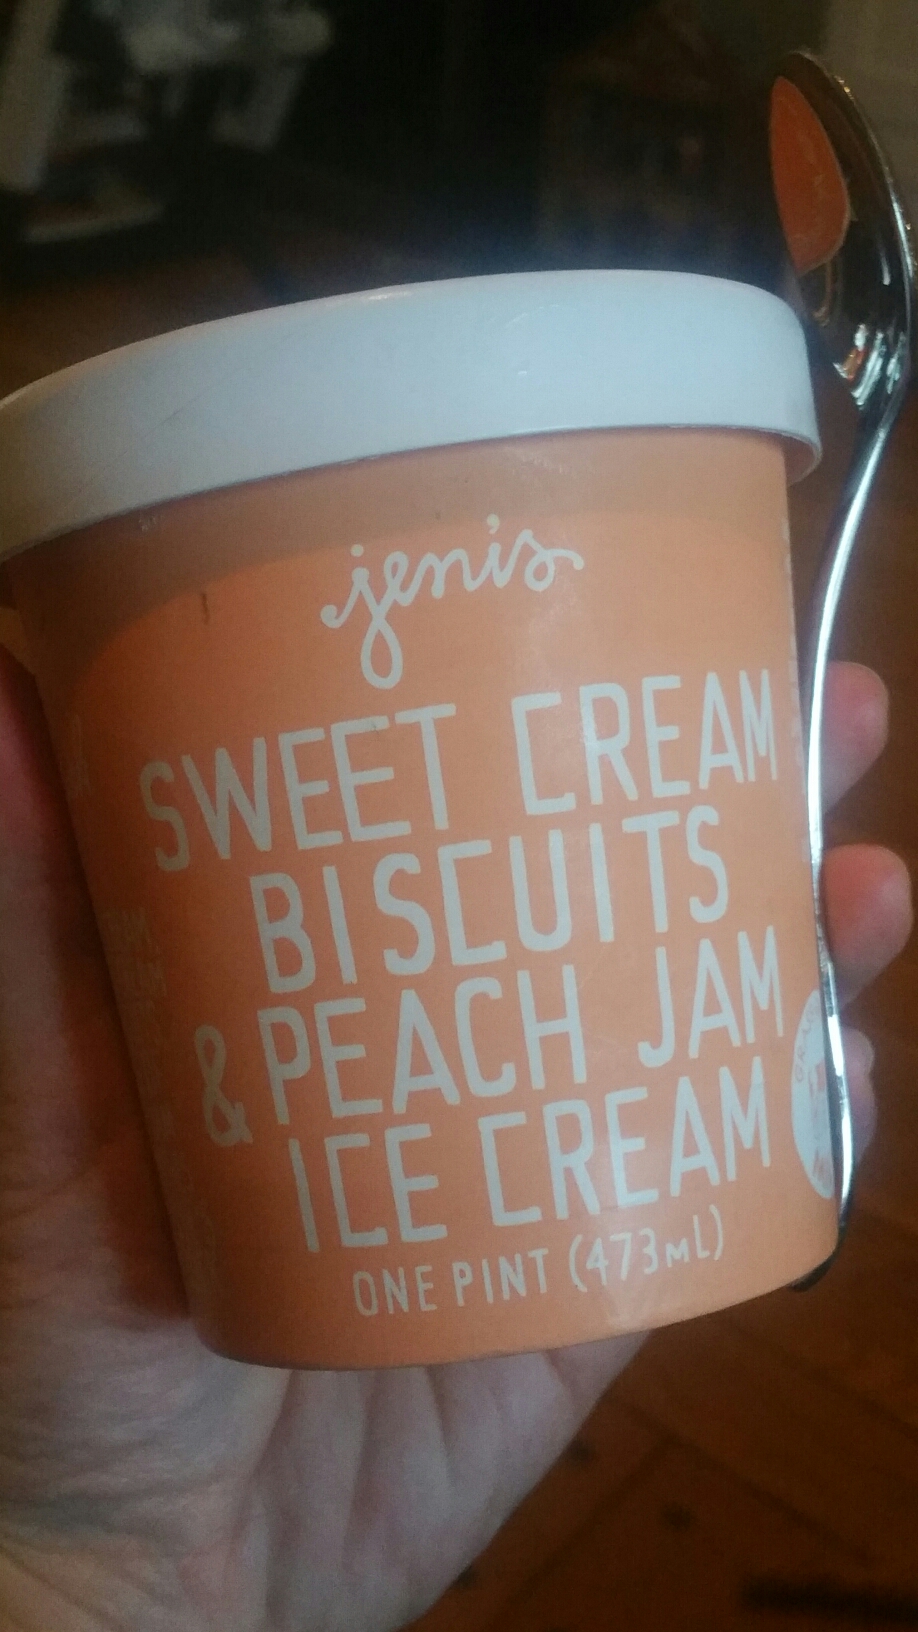 jeni's
SWEET CREAM
BISCUITS
& PEACH JAM
ICE CREAM
ONE PINT (473mL)